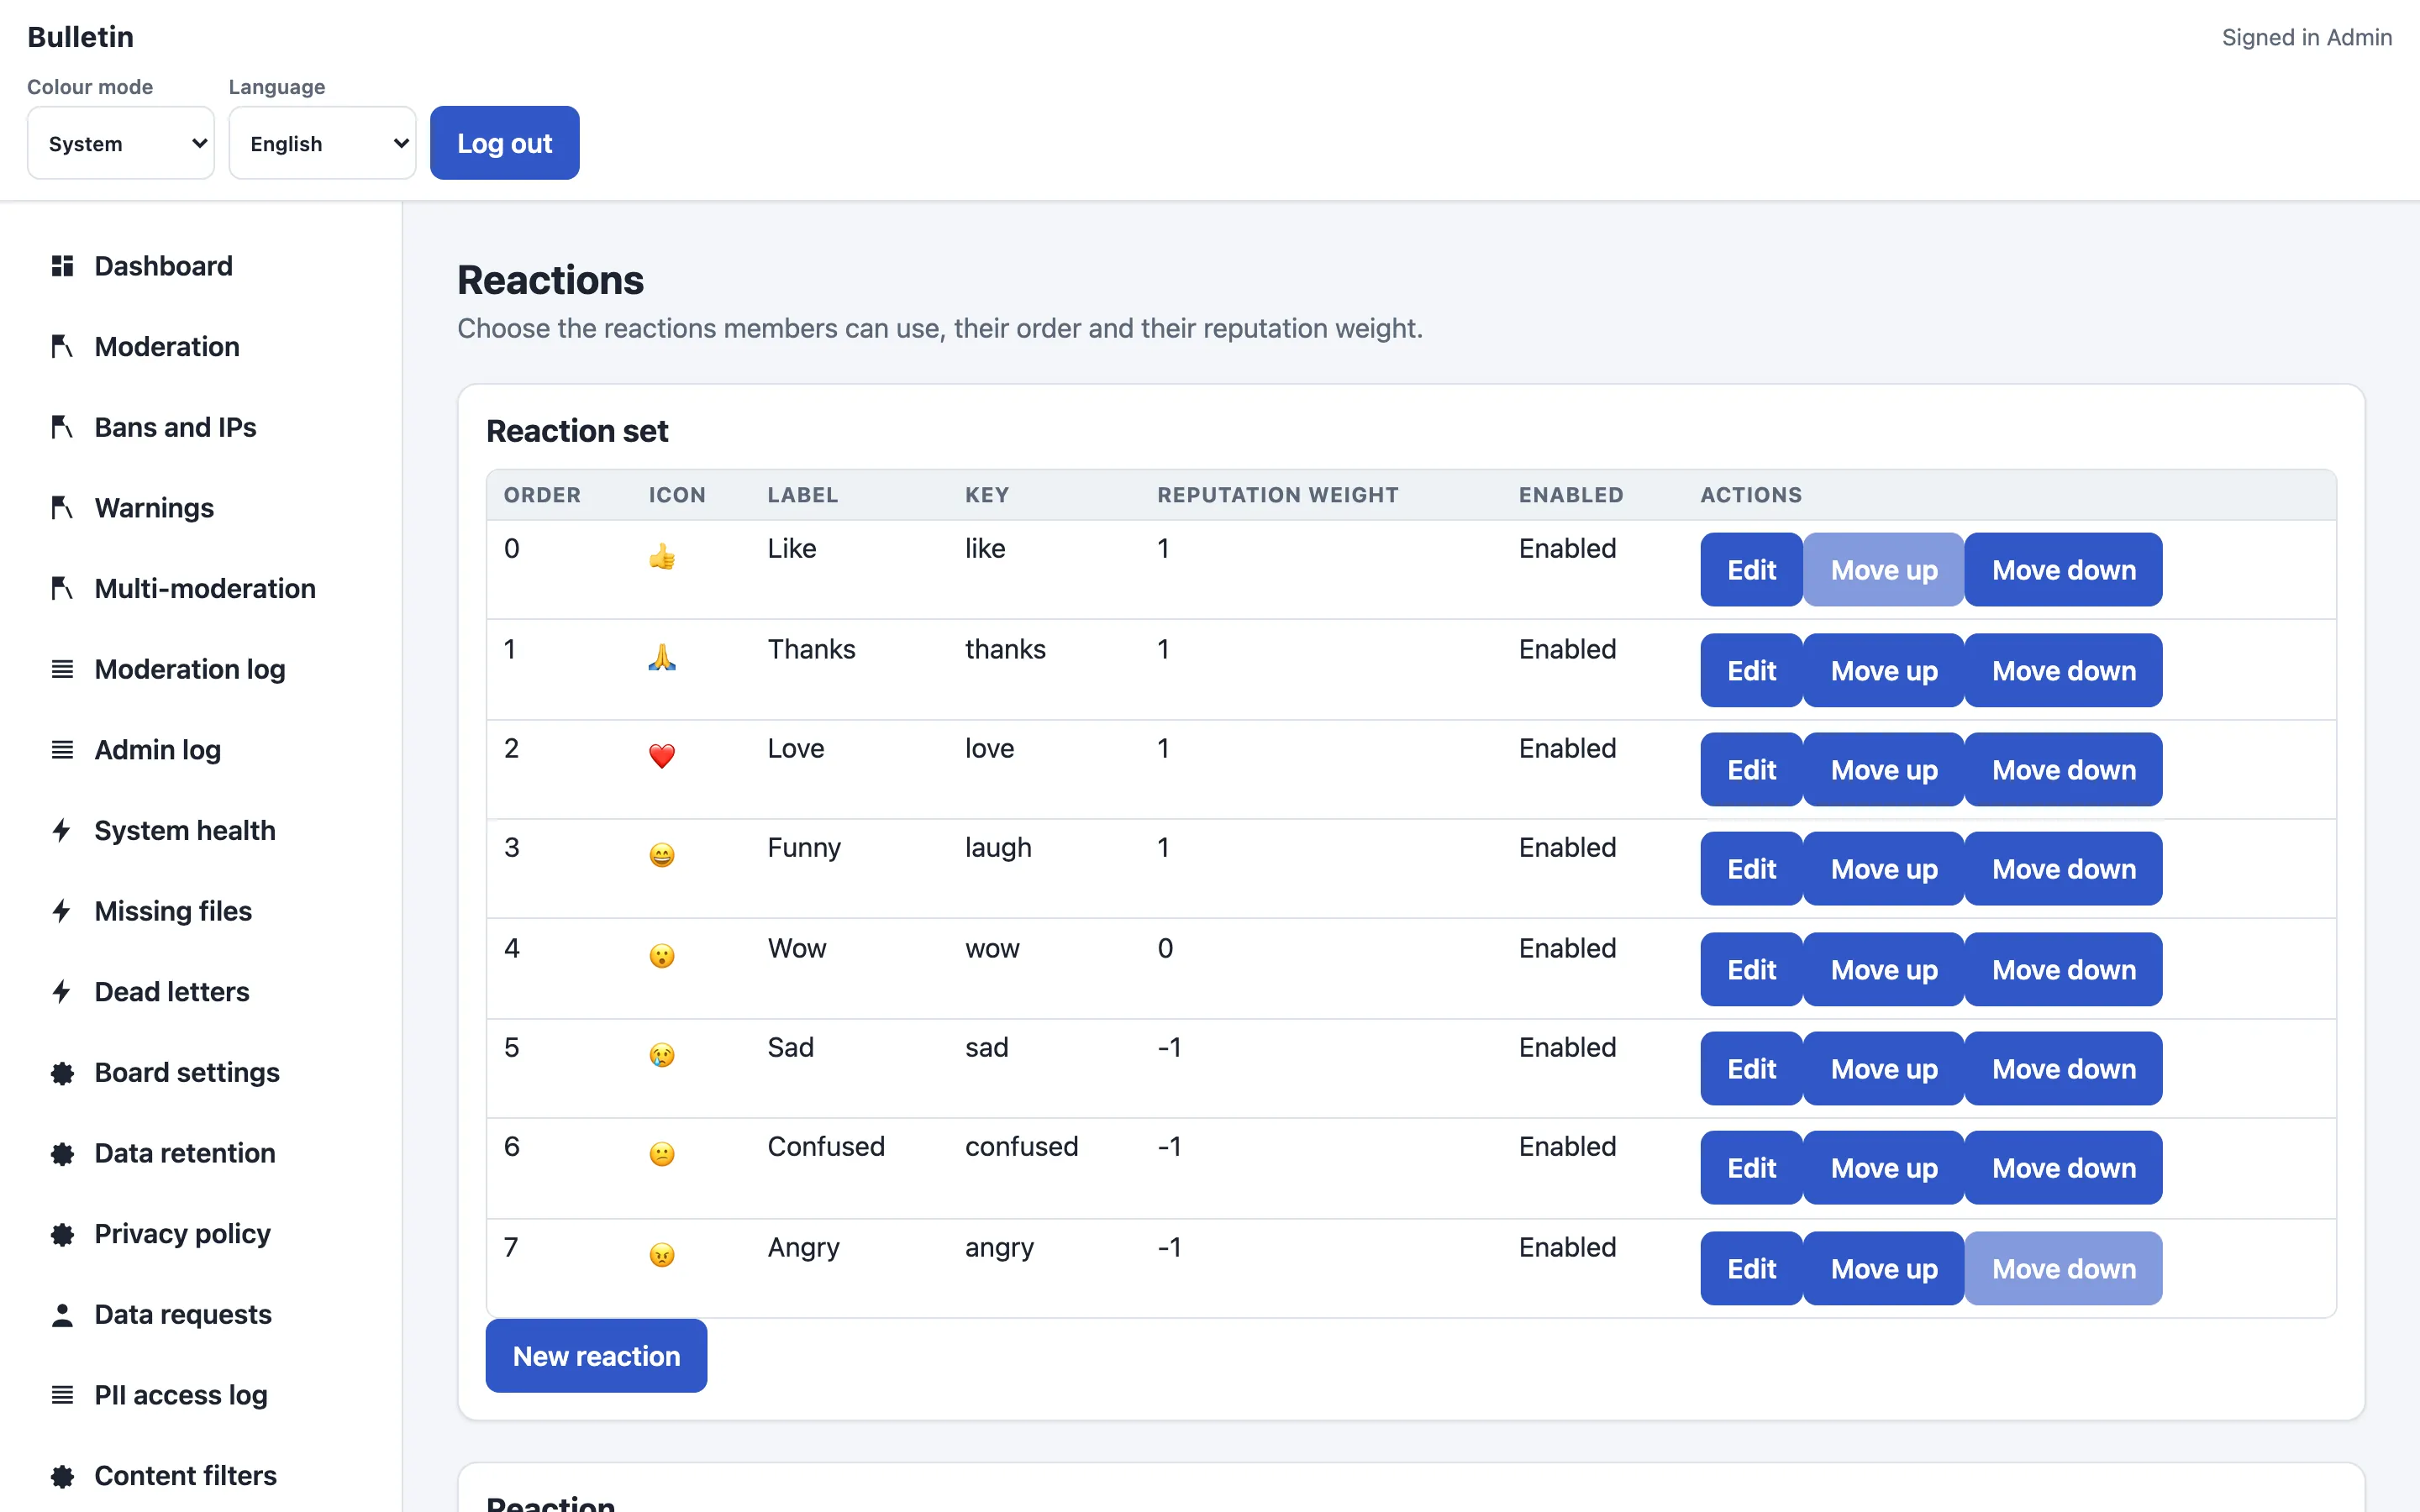 Bulletin
Signed in Admin
Colour mode
Language
System
English
Log out
Dashboard
Moderation
Bans and IPs
Warnings
Multi-moderation
Moderation log
Admin log
System health
Missing files
Dead letters
Board settings
Data retention
Privacy policy
Data requests
PII access log
Content filters
Reactions
Choose the reactions members can use, their order and their reputation weight.
Reaction set
ORDER ICON LABEL KEY REPUTATION WEIGHT ENABLED ACTIONS
0 👍 Like like 1 Enabled Edit Move up Move down
1 🙏 Thanks thanks 1 Enabled Edit Move up Move down
2 ❤️ Love love 1 Enabled Edit Move up Move down
3 😄 Funny laugh 1 Enabled Edit Move up Move down
4 😮 Wow wow 0 Enabled Edit Move up Move down
5 😢 Sad sad -1 Enabled Edit Move up Move down
6 😕 Confused confused -1 Enabled Edit Move up Move down
7 😠 Angry angry -1 Enabled Edit Move up Move down
New reaction
Reaction